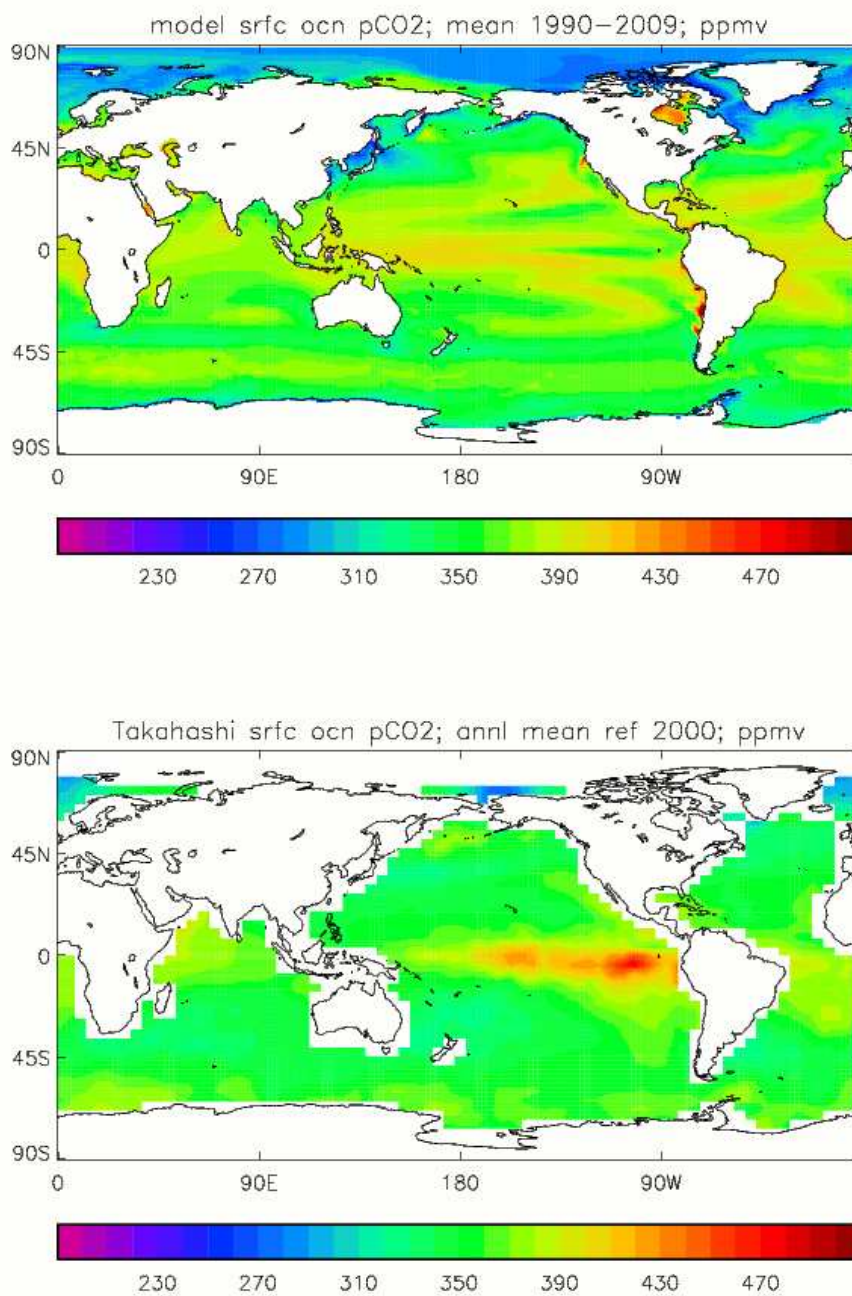 model srfc ocn pCO2; mean 1990-2009; ppmv
90N
45N
0
45S
90S
0 90E 180 90W
230 270 310 350 390 430 470
Takahashi srfc ocn pCO2; annl mean ref 2000; ppmv
90N
45N
0
45S
90S
0 90E 180 90W
230 270 310 350 390 430 470